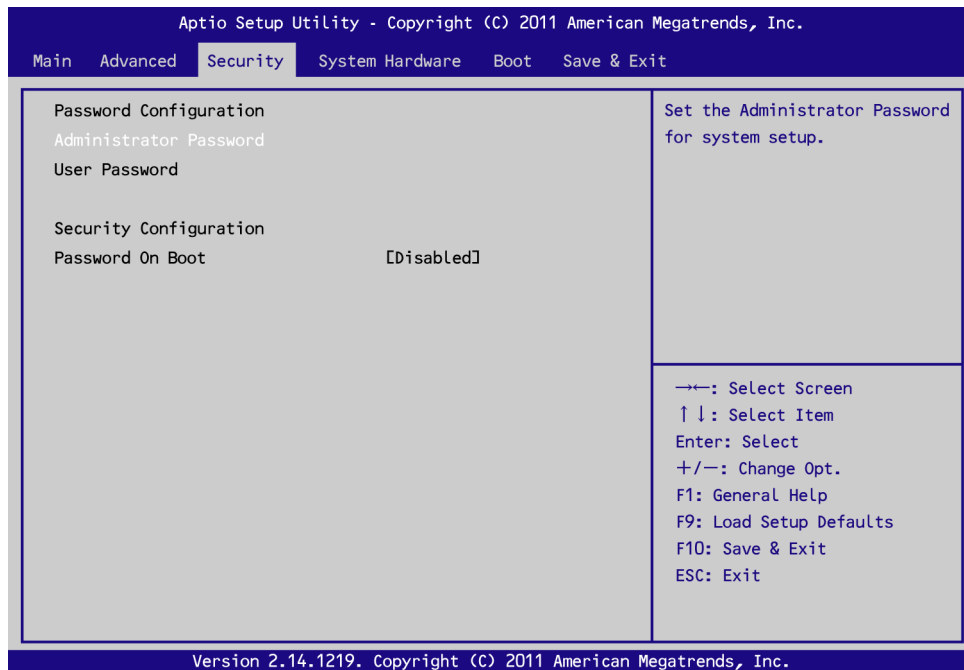 Aptio Setup Utility - Copyright (C) 2011 American Megatrends, Inc.
Main Advanced Security System Hardware Boot Save & Exit
Password Configuration
Administrator Password
User Password
Security Configuration
Password On Boot [Disabled]
Set the Administrator Password
for system setup.
→←: Select Screen
↑↓: Select Item
Enter: Select
+/-: Change Opt.
F1: General Help
F9: Load Setup Defaults
F10: Save & Exit
ESC: Exit
Version 2.14.1219. Copyright (C) 2011 American Megatrends, Inc.